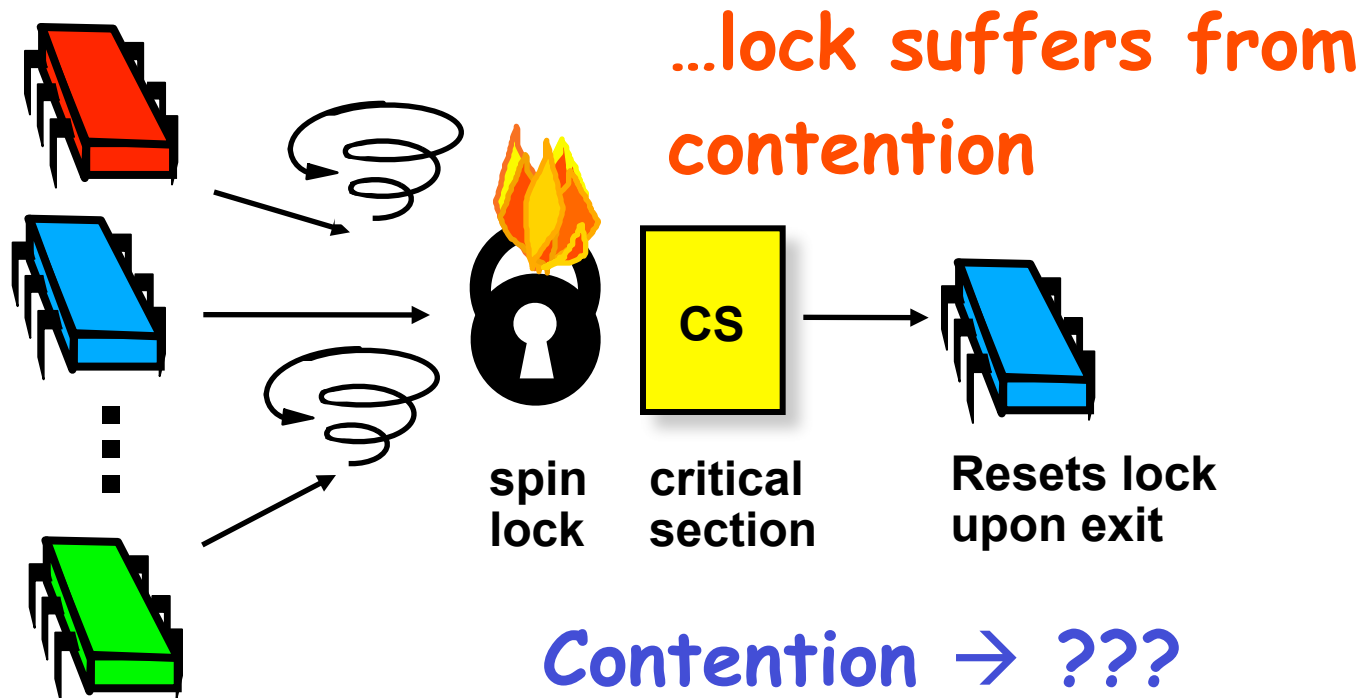 ...lock suffers from
contention
CS
spin
lock
critical
section
Resets lock
upon exit
Contention → ???